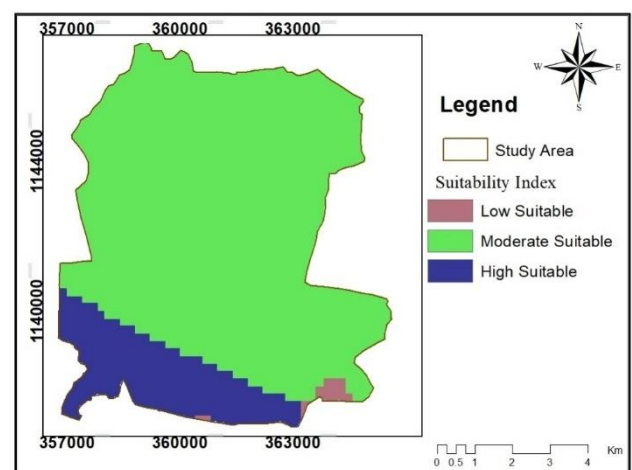 357000 360000 363000
N
W E
S
1144000
1140000
Legend
Study Area
Suitability Index
Low Suitable
Moderate Suitable
High Suitable
357000 360000 363000
Km
0 0.5 1 2 3 4